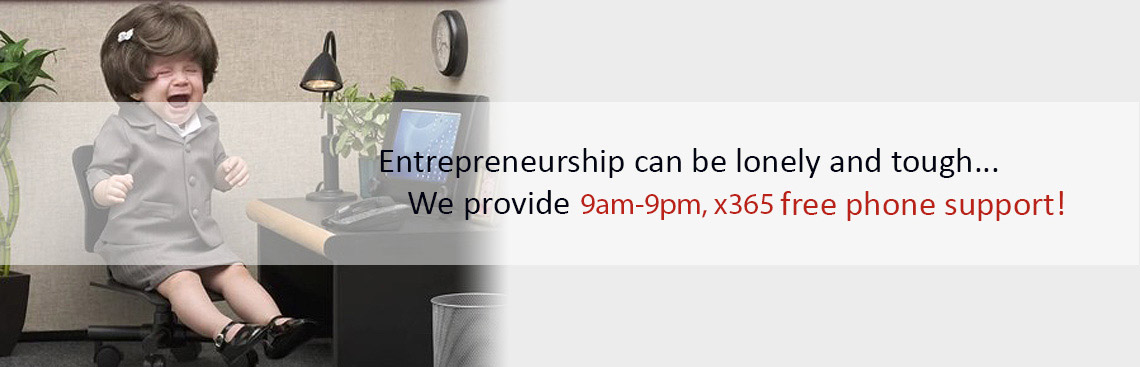 Entrepreneurship can be lonely and tough...
We provide 9am-9pm, x365 free phone support!